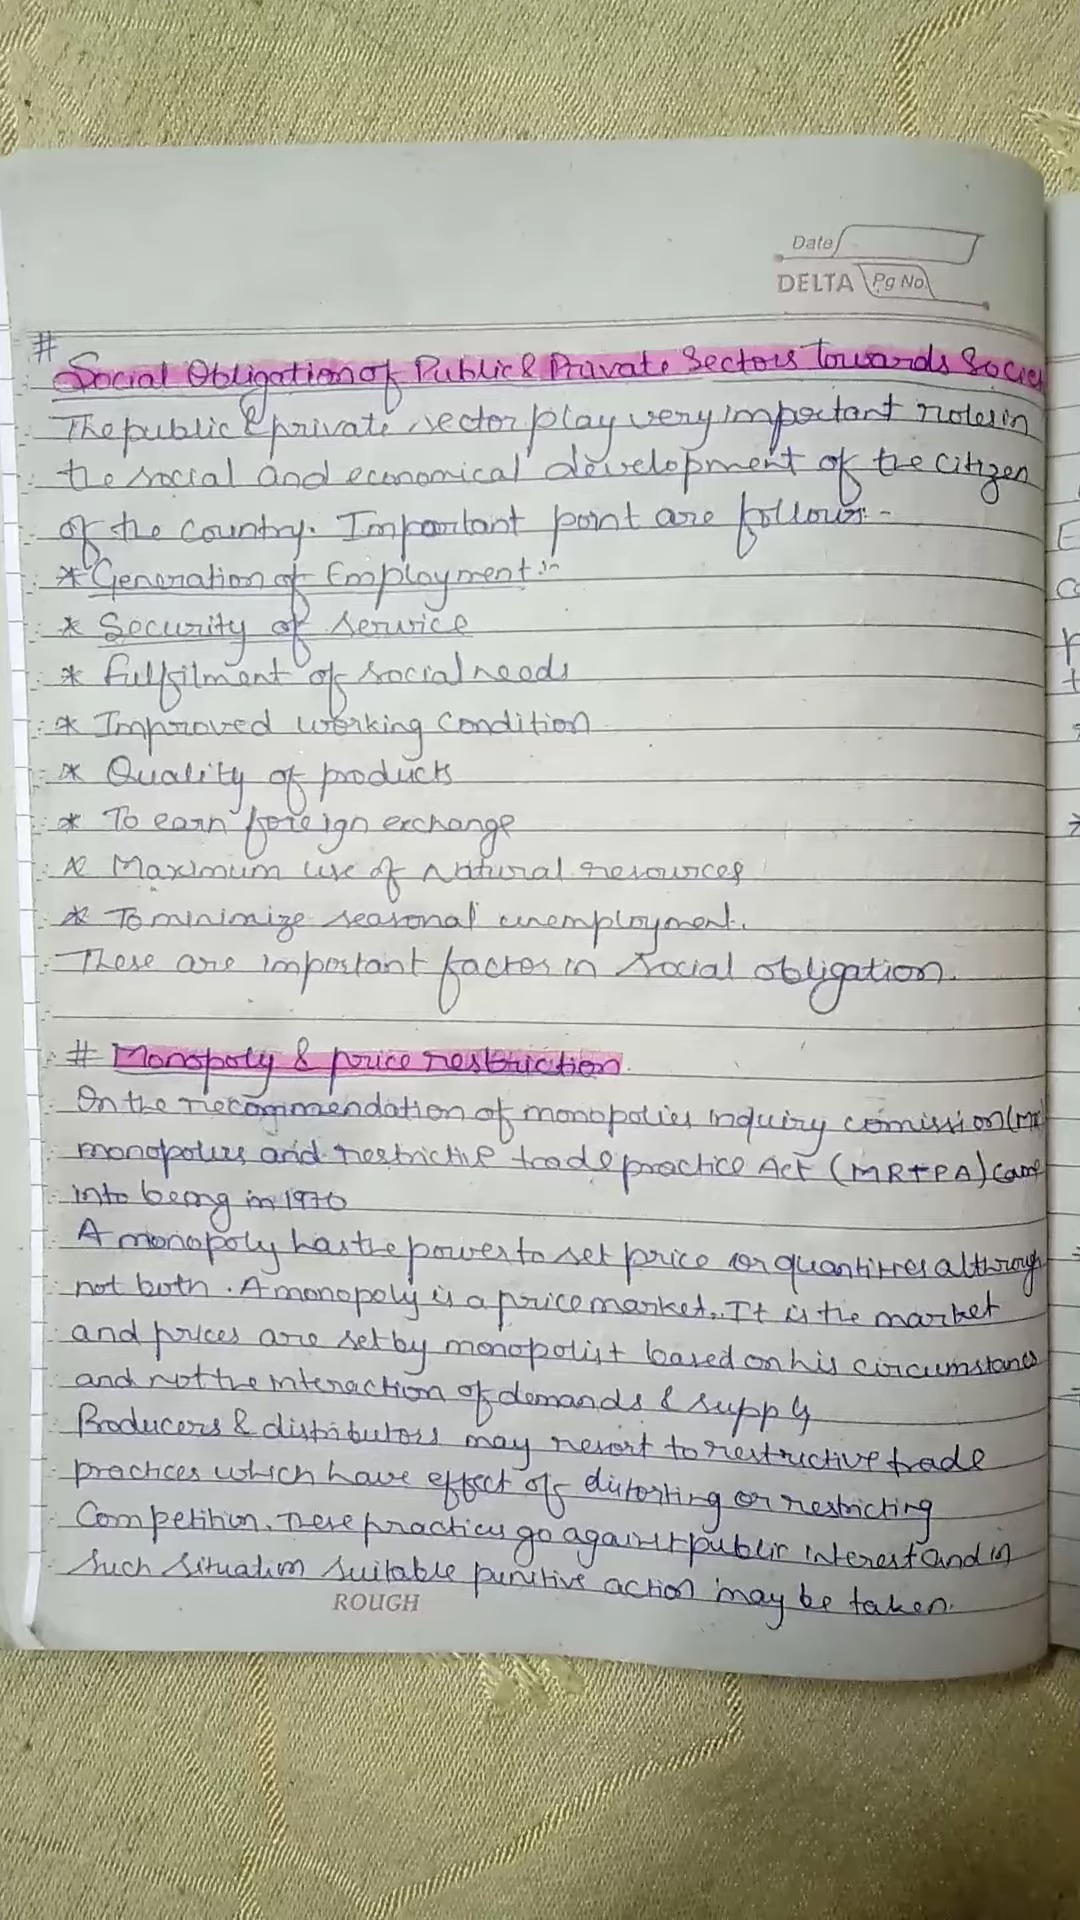 Date
DELTA Pg No.
#
Social Obligation of Public & Private Sectors towards Socie
The public & private sector play very important roles in
the social and economical development of the citizen
of the country. Important point are follows:-
* Generation of Employment :-
* Security of service
* Fulfilment of social needs
* Improved working condition
* Quality of products
* To earn foreign exchange
* Maximum use of Natural resources
* To minimize seasonal unemployment.
These are important factors in social obligation.
# Monopoly & price restriction.
On the recommendation of monopolies inquiry comission (
monopolies and restrictive trade practice Act (MRTPA) came
into being in 1970
A monopoly has the power to set price or quantities although
not both. A monopoly is a price market. It is the market
and prices are set by monopolist based on his circumstances
and not the interaction of demands & supply
Producers & distributors may resort to restrictive trade
practices which have effect of distorting or restricting
Competition. These practices go against public interest and in
such situation suitable punitive action may be taken.
ROUGH